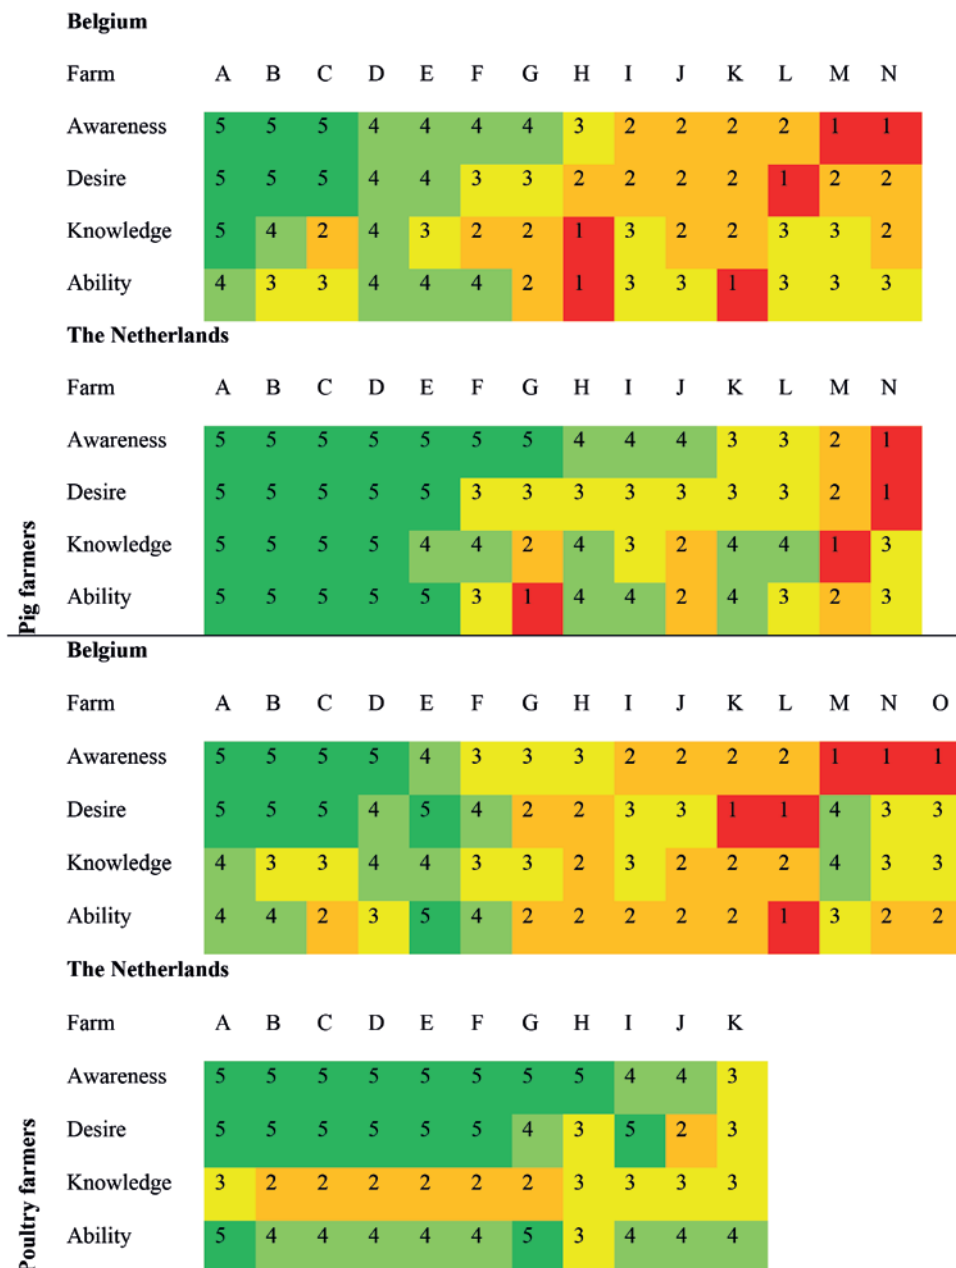 Belgium
Farm A B C D E F G H I J K L M N
Awareness 5 5 5 4 4 4 4 3 2 2 2 2 1 1
Desire 5 5 5 4 4 3 3 2 2 2 2 1 2 2
Knowledge 5 4 2 4 3 2 2 1 3 2 2 3 3 2
Ability 4 3 3 4 4 4 2 1 3 3 1 3 3 3
The Netherlands
Farm A B C D E F G H I J K L M N
Awareness 5 5 5 5 5 5 5 4 4 4 3 3 2 1
Desire 5 5 5 5 5 3 3 3 3 3 3 3 2 1
Knowledge 5 5 5 5 4 4 2 4 3 2 4 4 1 3
Ability 5 5 5 5 5 3 1 4 4 2 4 3 2 3
Pig farmers
Belgium
Farm A B C D E F G H I J K L M N O
Awareness 5 5 5 5 4 3 3 3 2 2 2 2 1 1 1
Desire 5 5 5 4 5 4 2 2 3 3 1 1 4 3 3
Knowledge 4 3 3 4 4 3 3 2 3 2 2 2 4 3 3
Ability 4 4 2 3 5 4 2 2 2 2 2 1 3 2 2
The Netherlands
Farm A B C D E F G H I J K
Awareness 5 5 5 5 5 5 5 5 4 4 3
Desire 5 5 5 5 5 5 4 3 5 2 3
Knowledge 3 2 2 2 2 2 2 3 3 3 3
Ability 5 4 4 4 4 4 5 3 4 4 4
Poultry farmers